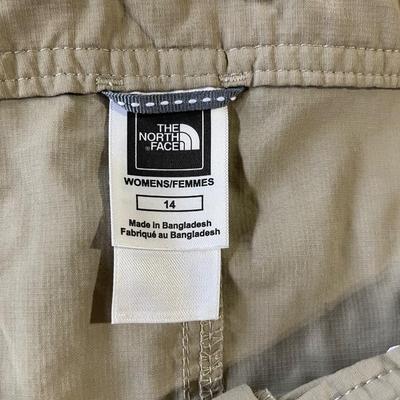 THE
NORTH
FACE
WOMENS/FEMMES
14
Made in Bangladesh
Fabriqué au Bangladesh